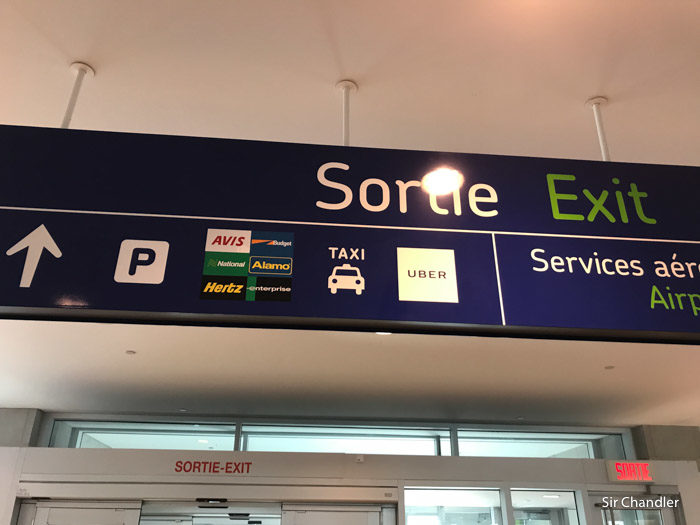 Sortie Exit
P
AVIS Budget
National Alamo
Hertz enterprise
TAXI
UBER
Services aér
Airp
SORTIE-EXIT
SORTIE
Sir Chandler